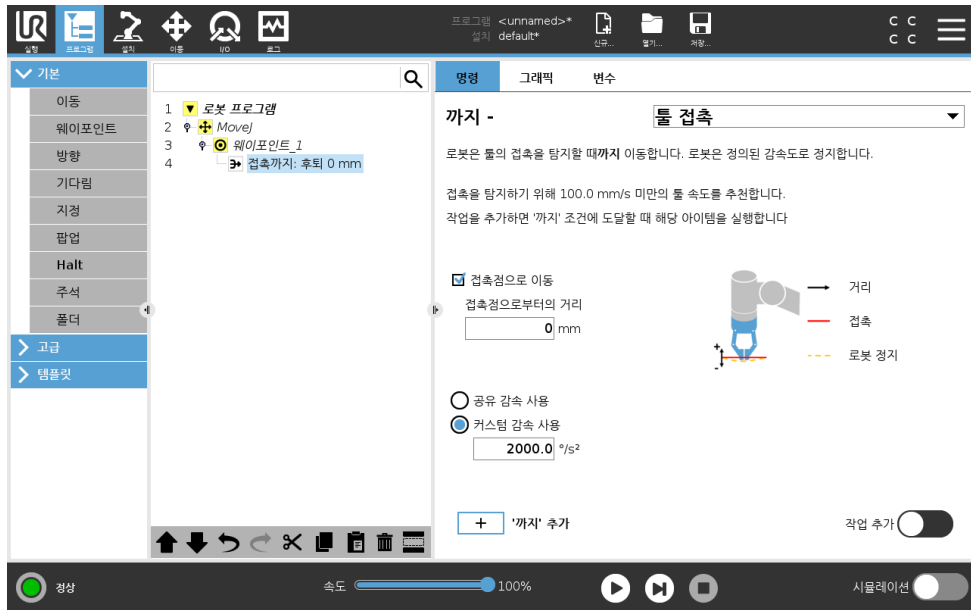 프로그램 <unnamed>*
설치 default*
실행 프로그램 설치 이동 I/O 로그 신규... 열기... 저장...
C C
C C
기본
이동
웨이포인트
방향
기다림
지정
팝업
Halt
주석
폴더
고급
템플릿
1 로봇 프로그램
2 MoveJ
3 웨이포인트_1
4 접촉까지: 후퇴 0 mm
명령 그래픽 변수
까지 - 툴 접촉
로봇은 툴의 접촉을 탐지할 때까지 이동합니다. 로봇은 정의된 감속도로 정지합니다.
접촉을 탐지하기 위해 100.0 mm/s 미만의 툴 속도를 추천합니다.
작업을 추가하면 '까지' 조건에 도달할 때 해당 아이템을 실행합니다
접촉점으로 이동
접촉점으로부터의 거리
0 mm
거리
접촉
로봇 정지
+
-
공유 감속 사용
커스텀 감속 사용
2000.0 °/s²
+ '까지' 추가 작업 추가
정상 속도 100% 시뮬레이션